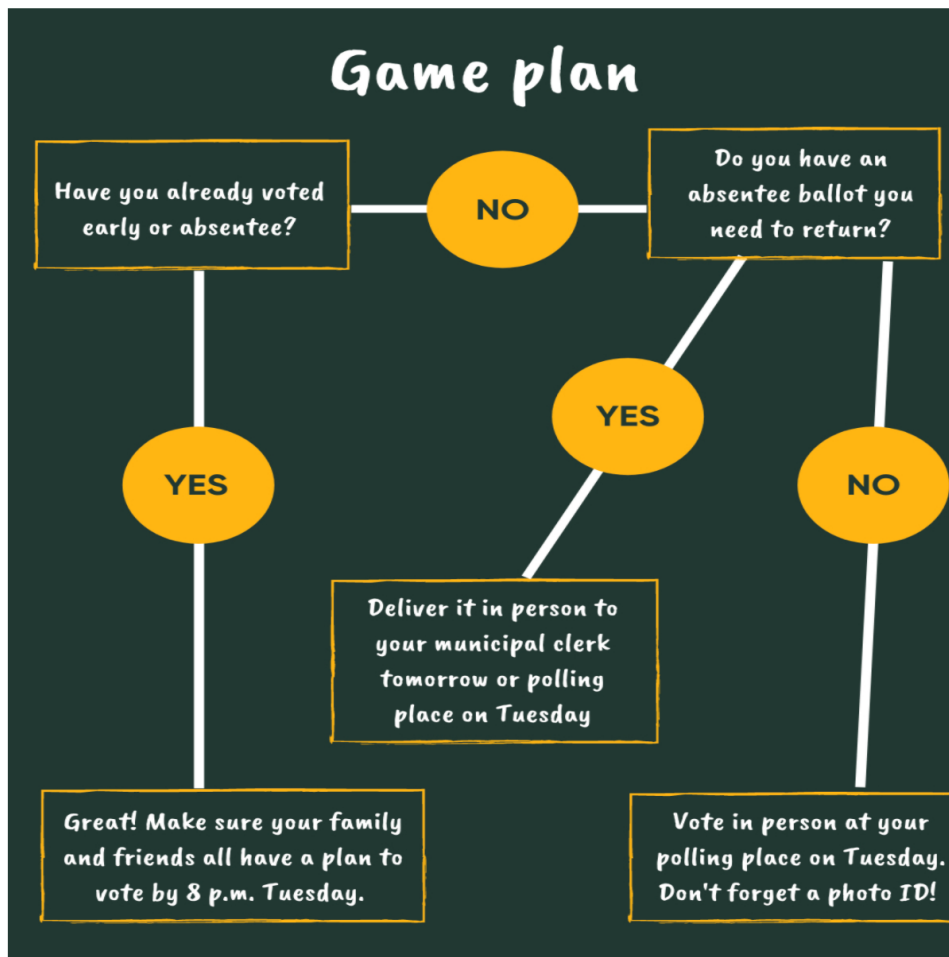 Game plan
Have you already voted
early or absentee?
NO
Do you have an
absentee ballot you
need to return?
YES
YES
NO
Deliver it in person to
your municipal clerk
tomorrow or polling
place on Tuesday
Great! Make sure your family
and friends all have a plan to
vote by 8 p.m. Tuesday.
Vote in person at your
polling place on Tuesday.
Don't forget a photo ID!